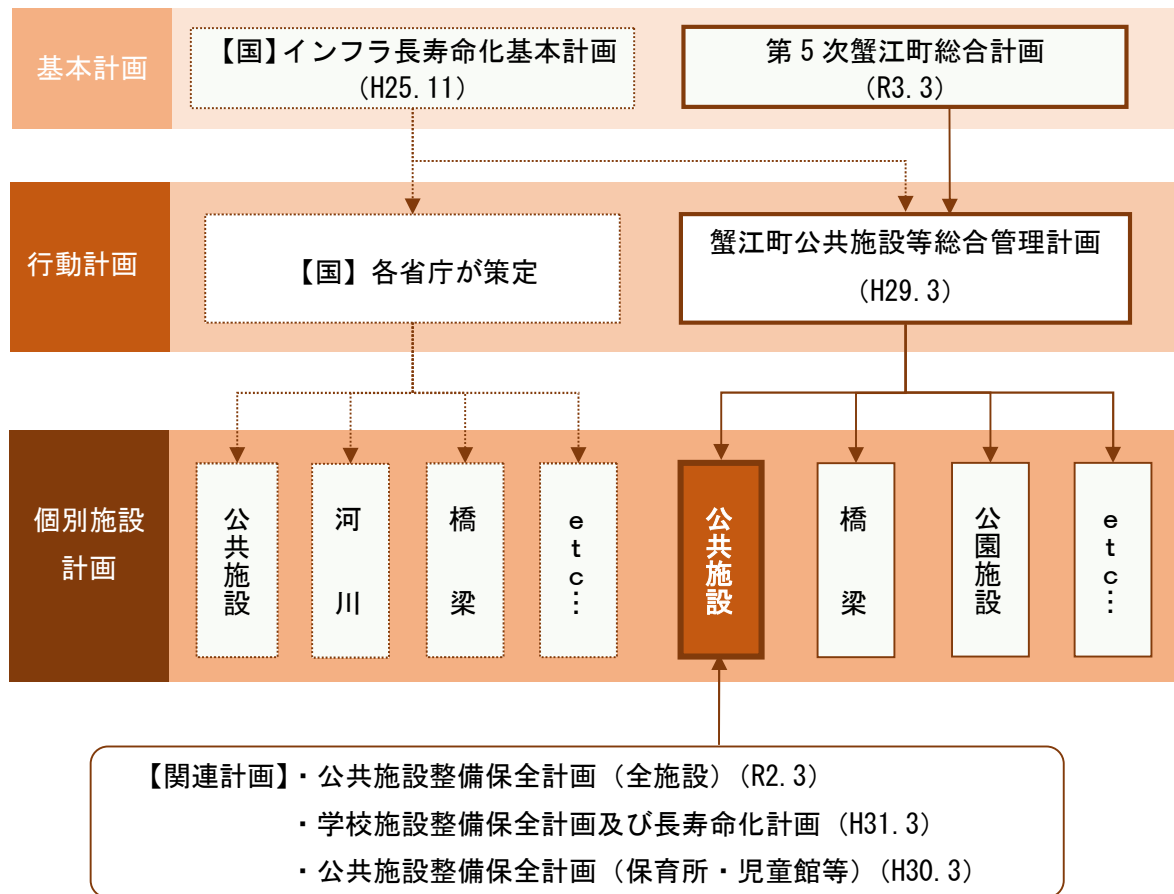 基本計画
【国】インフラ長寿命化基本計画
(H25.11)
第5次蟹江町総合計画
(R3.3)
行動計画
【国】各省庁が策定
蟹江町公共施設等総合管理計画
(H29.3)
個別施設
計画
公共施設
河川
橋梁
etc…
公共施設
橋梁
公園施設
etc…
【関連計画】・公共施設整備保全計画（全施設）(R2.3)
・学校施設整備保全計画及び長寿命化計画（H31.3）
・公共施設整備保全計画（保育所・児童館等）(H30.3)